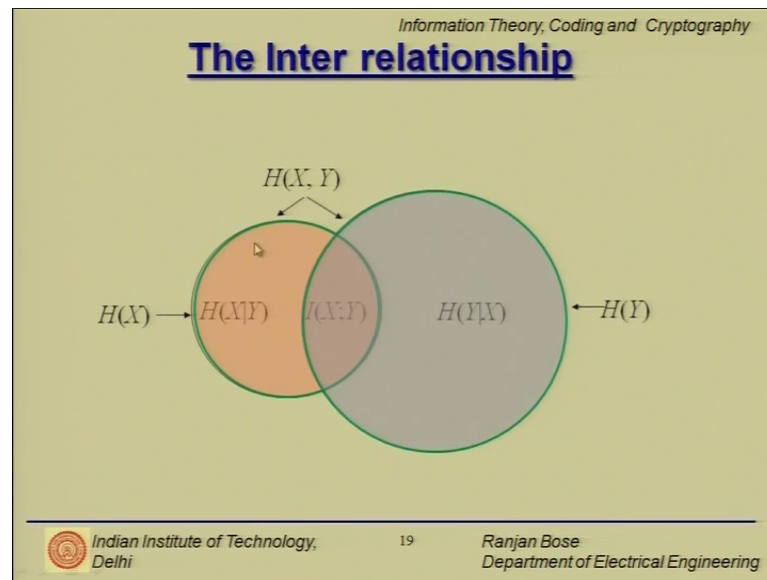 Information Theory, Coding and Cryptography
The Inter relationship
H(X, Y)
H(X)
H(X|Y)
I(X;Y)
H(Y|X)
H(Y)
Indian Institute of Technology,
Delhi
19
Ranjan Bose
Department of Electrical Engineering